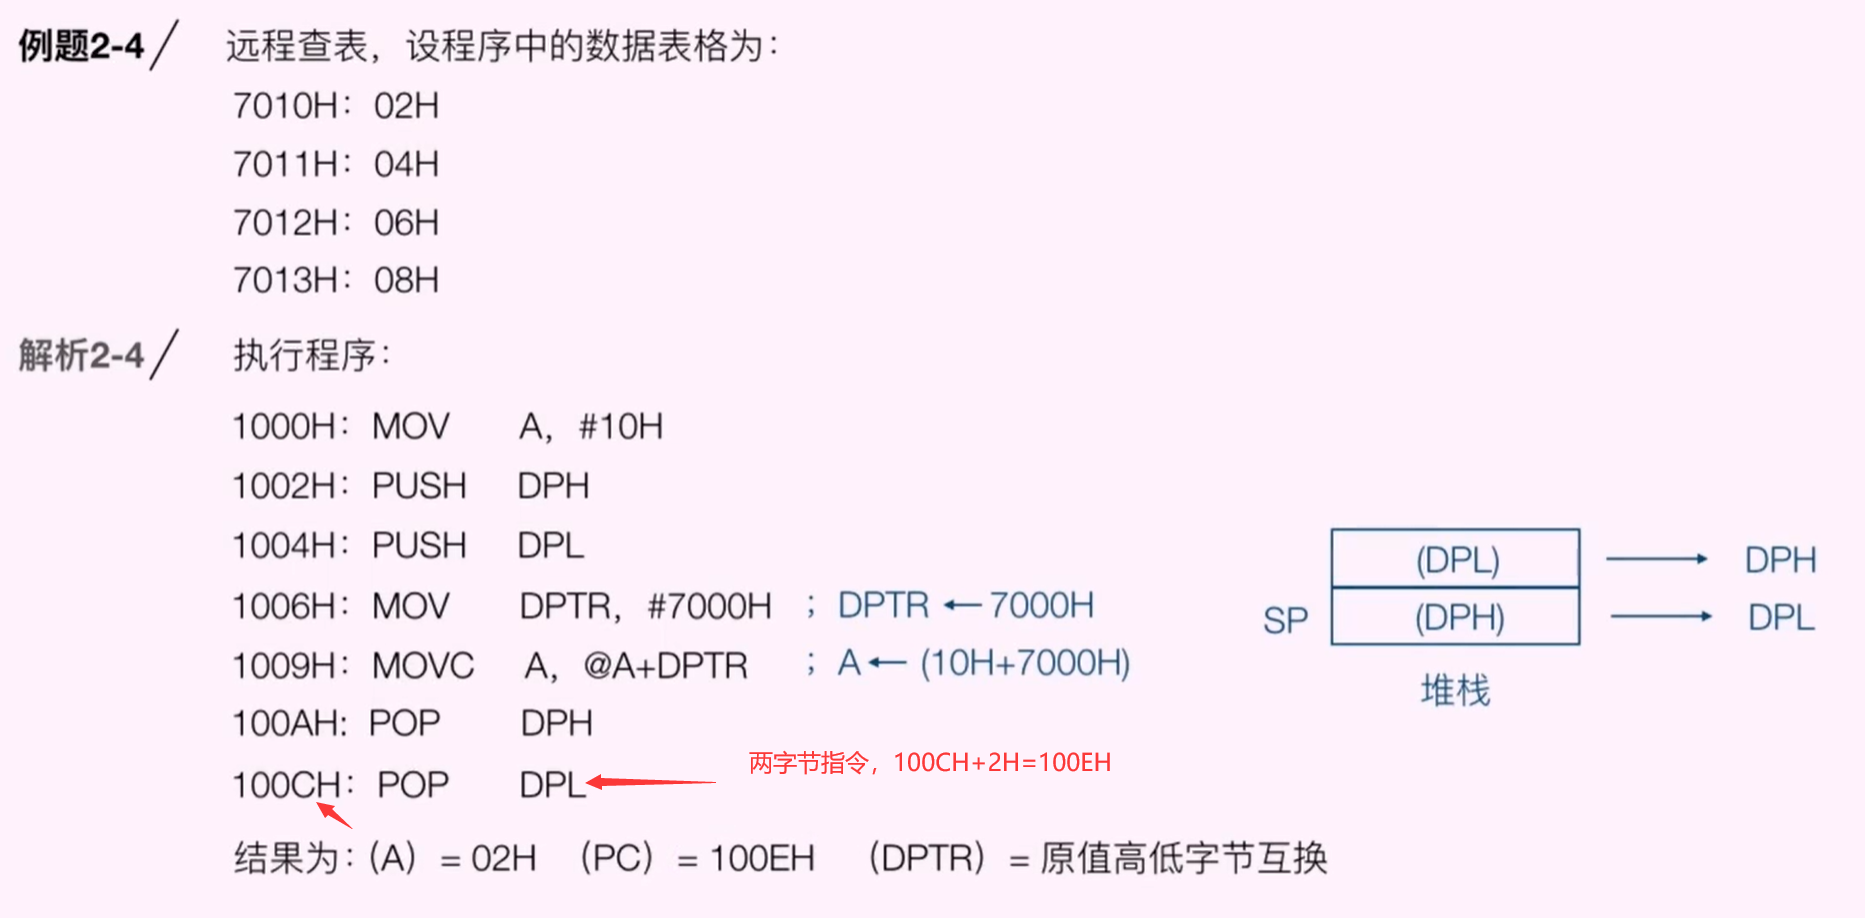 例题2-4/ 远程查表，设程序中的数据表格为：
7010H：02H
7011H：04H
7012H：06H
7013H：08H
解析2-4/ 执行程序：
1000H：MOV A，#10H
1002H：PUSH DPH
1004H：PUSH DPL
1006H：MOV DPTR，#7000H ；DPTR ← 7000H
1009H：MOVC A，@A+DPTR ；A ← (10H+7000H)
100AH: POP DPH
100CH：POP DPL
两字节指令，100CH+2H=100EH
结果为：（A）= 02H （PC）= 100EH （DPTR）= 原值高低字节互换
(DPL) → DPH
SP (DPH) → DPL
堆栈